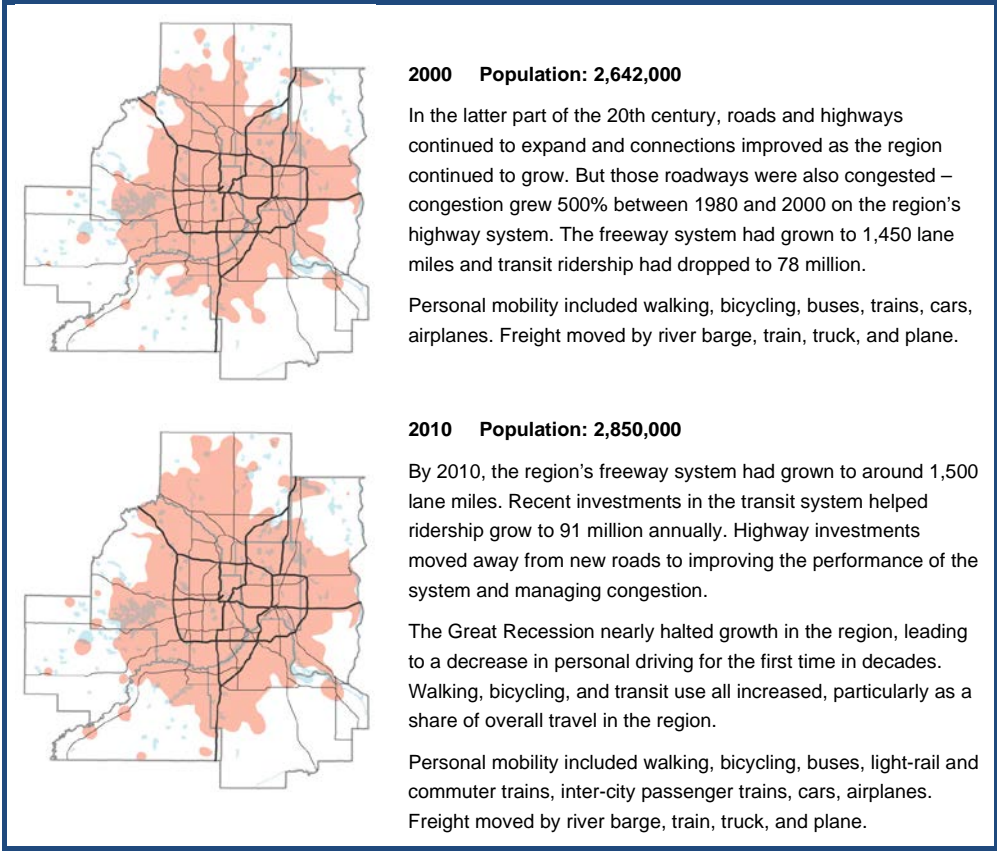 2000 Population: 2,642,000
In the latter part of the 20th century, roads and highways
continued to expand and connections improved as the region
continued to grow. But those roadways were also congested –
congestion grew 500% between 1980 and 2000 on the region's
highway system. The freeway system had grown to 1,450 lane
miles and transit ridership had dropped to 78 million.
Personal mobility included walking, bicycling, buses, trains, cars,
airplanes. Freight moved by river barge, train, truck, and plane.
2010 Population: 2,850,000
By 2010, the region's freeway system had grown to around 1,500
lane miles. Recent investments in the transit system helped
ridership grow to 91 million annually. Highway investments
moved away from new roads to improving the performance of the
system and managing congestion.
The Great Recession nearly halted growth in the region, leading
to a decrease in personal driving for the first time in decades.
Walking, bicycling, and transit use all increased, particularly as a
share of overall travel in the region.
Personal mobility included walking, bicycling, buses, light-rail and
commuter trains, inter-city passenger trains, cars, airplanes.
Freight moved by river barge, train, truck, and plane.